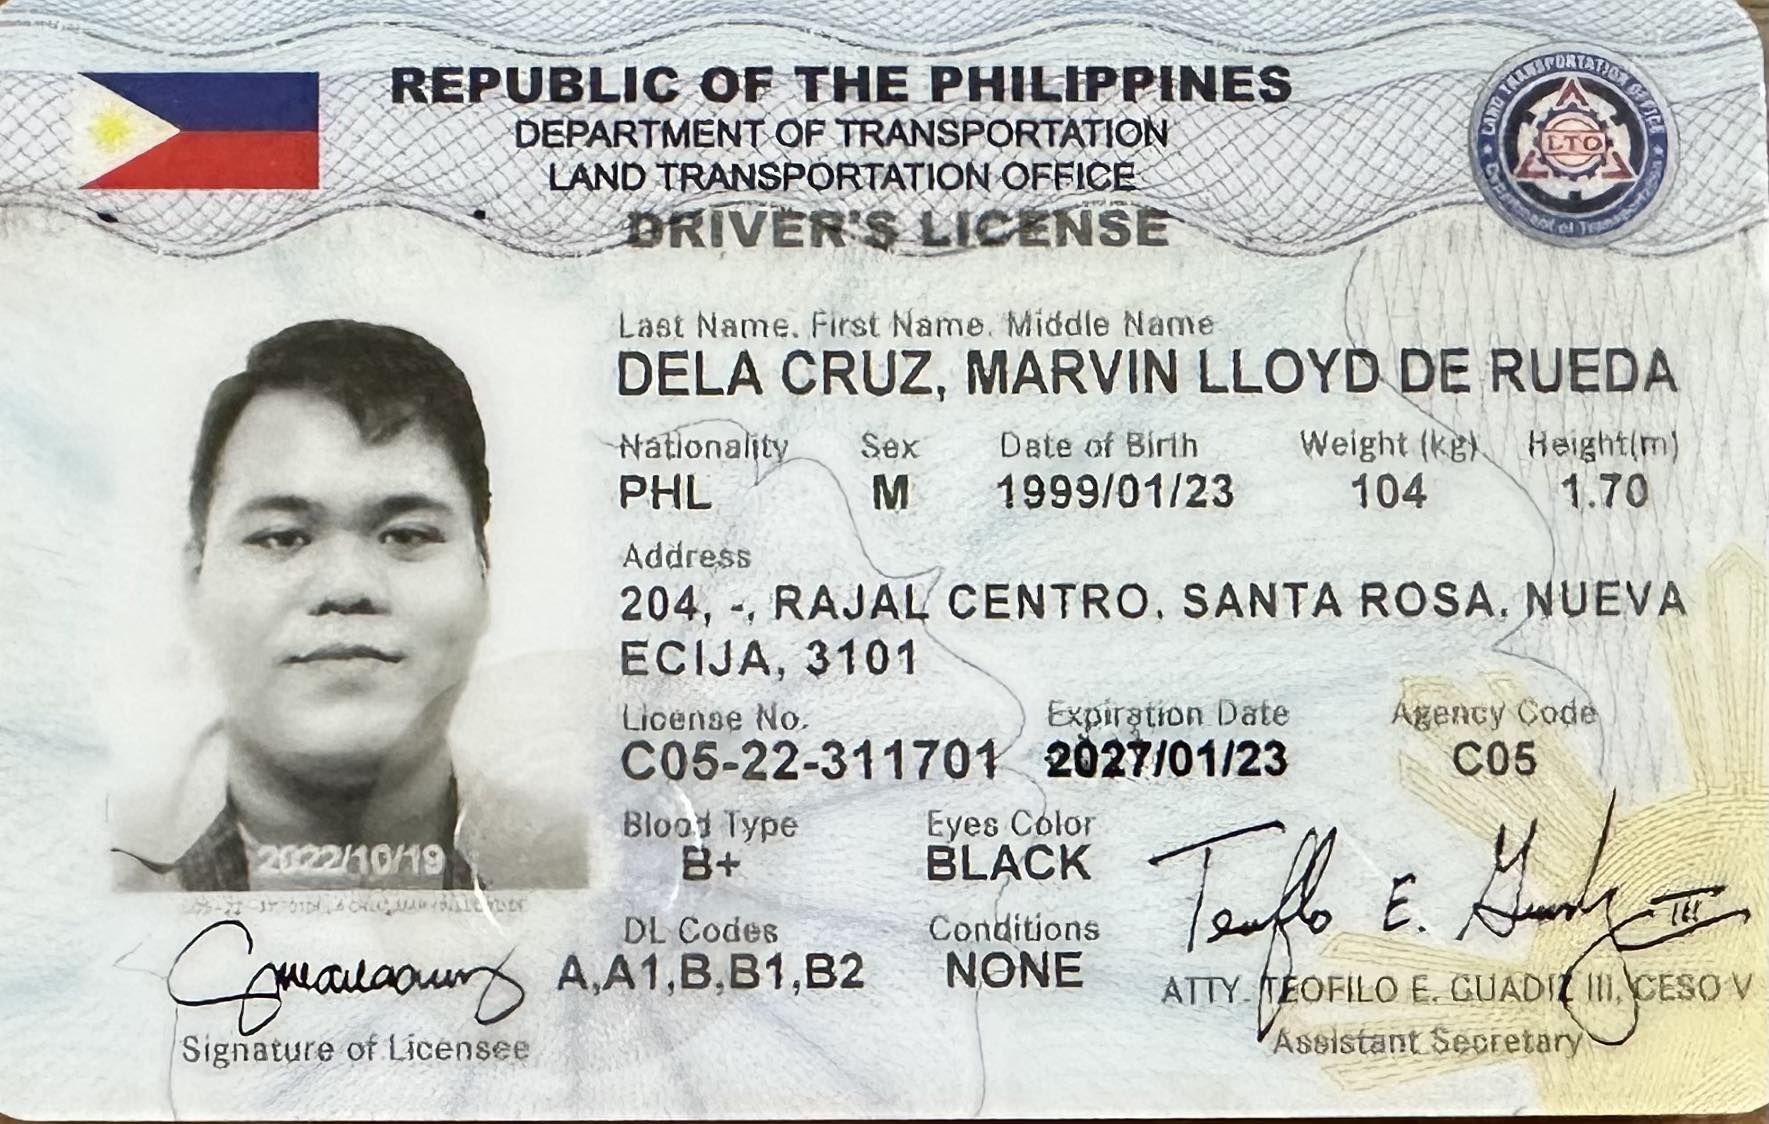 REPUBLIC OF THE PHILIPPINES
DEPARTMENT OF TRANSPORTATION
LAND TRANSPORTATION OFFICE
DRIVER'S LICENSE
LAND TRANSPORTATION OFFICE
LTO
Department of Transportation
Last Name, First Name, Middle Name
DELA CRUZ, MARVIN LLOYD DE RUEDA
Nationality Sex Date of Birth Weight (kg) Height(m)
PHL M 1999/01/23 104 1.70
Address
204, -, RAJAL CENTRO, SANTA ROSA, NUEVA
ECIJA, 3101
License No. Expiration Date Agency Code
C05-22-311701 2027/01/23 C05
Blood Type Eyes Color
B+ BLACK
2022/10/19
DL Codes Conditions
A,A1,B,B1,B2 NONE
Teofilo E. Guadiz III
ATTY. TEOFILO E. GUADIZ III, CESO V
Assistant Secretary
Signature of Licensee